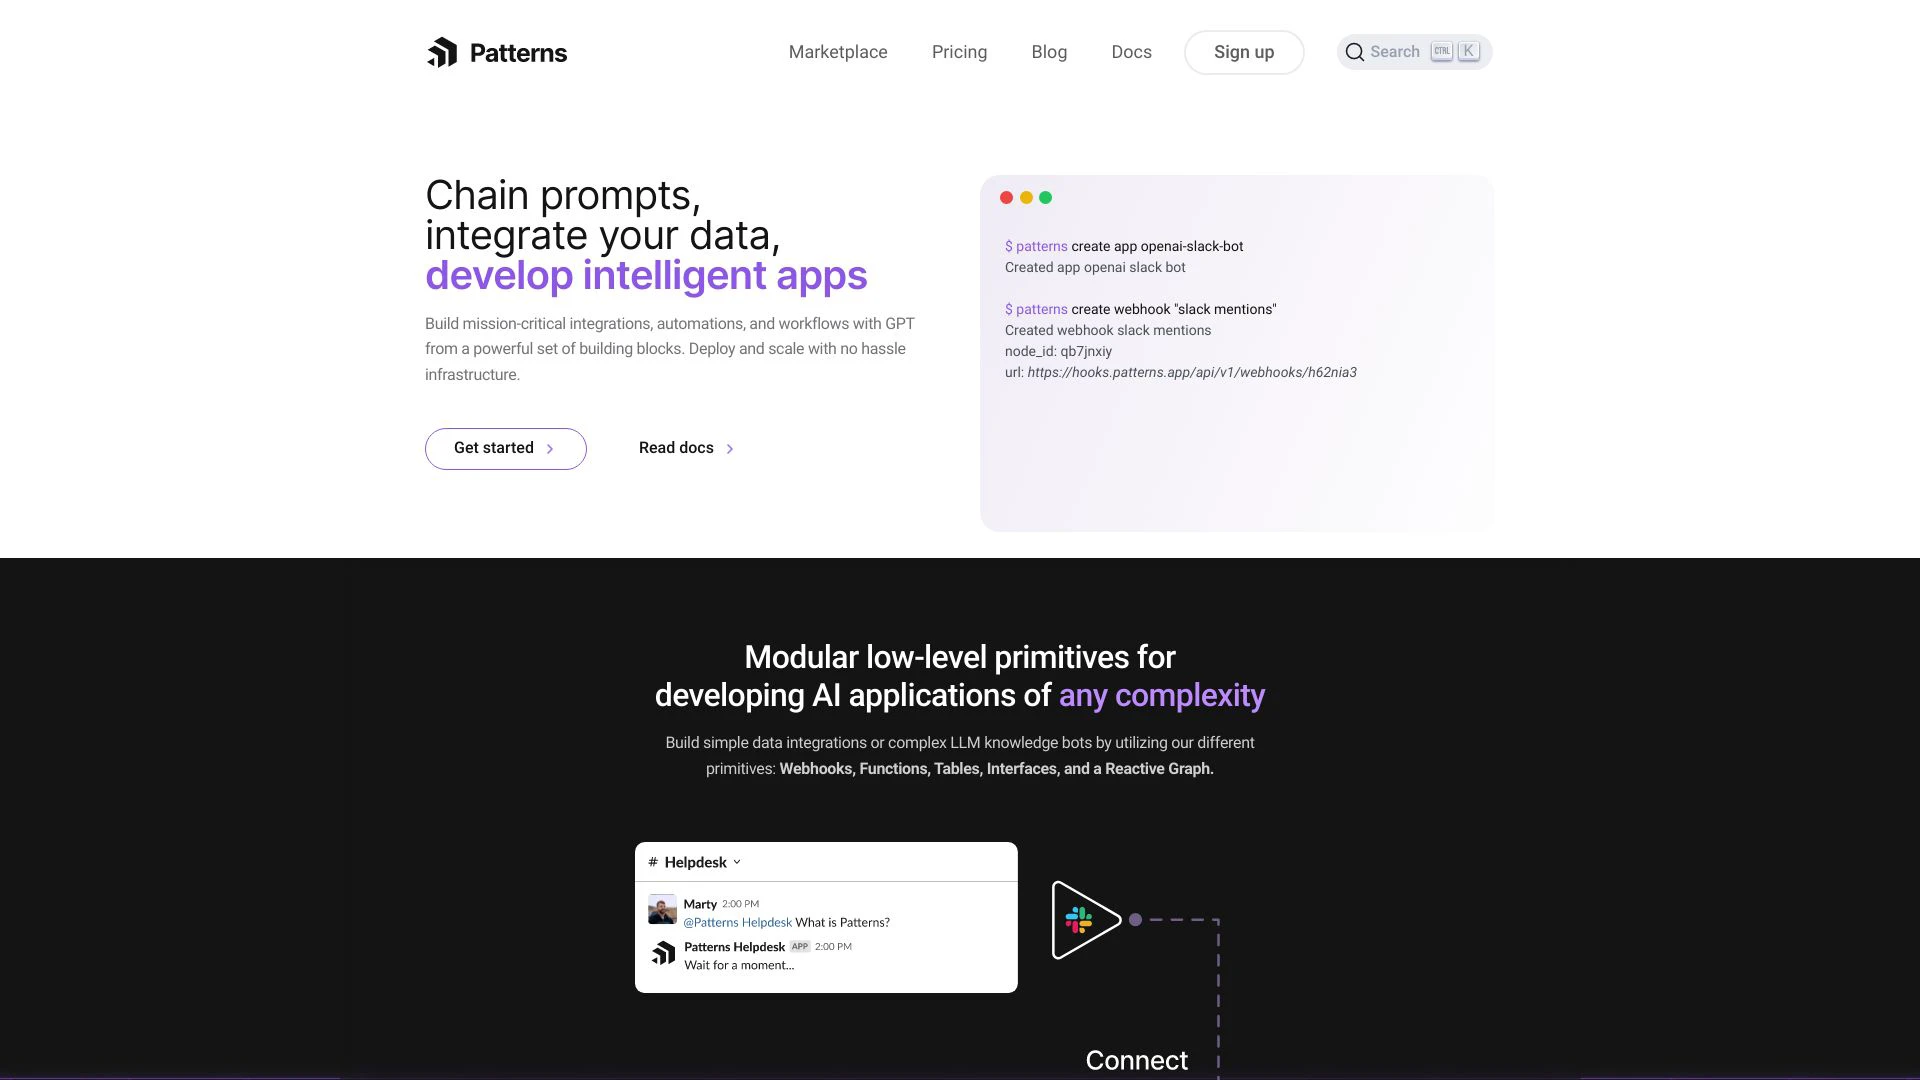 Patterns
Marketplace
Pricing
Blog
Docs
Sign up
Search CTRL K
Chain prompts,
integrate your data,
develop intelligent apps
Build mission-critical integrations, automations, and workflows with GPT
from a powerful set of building blocks. Deploy and scale with no hassle
infrastructure.
Get started
Read docs
$ patterns create app openai-slack-bot
Created app openai slack bot
$ patterns create webhook "slack mentions"
Created webhook slack mentions
node_id: qb7jnxiy
url: https://hooks.patterns.app/api/v1/webhooks/h62nia3
Modular low-level primitives for
developing AI applications of any complexity
Build simple data integrations or complex LLM knowledge bots by utilizing our different
primitives: Webhooks, Functions, Tables, Interfaces, and a Reactive Graph.
# Helpdesk
Marty 2:00 PM
@Patterns Helpdesk What is Patterns?
Patterns Helpdesk APP 2:00 PM
Wait for a moment...
Connect